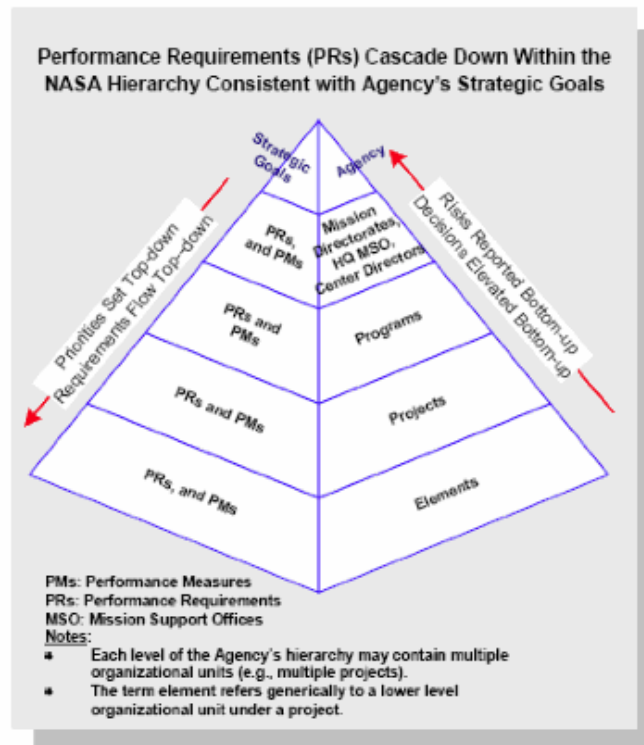 Performance Requirements (PRs) Cascade Down Within the
NASA Hierarchy Consistent with Agency's Strategic Goals
Strategic
Goals
Agency
PRs,
and PMs
Mission
Directorates,
HQ MSO,
Center Directors
Priorities Set Top-down
Requirements Flow Top--down
Risks Reported Bottom-up
Decisions Elevated Bottom-up
PRs and
PMs
Programs
PRs and PMs
Projects
PRs, and PMs
Elements
PMs: Performance Measures
PRs: Performance Requirements
MSO: Mission Support Offices
Notes:
• Each level of the Agency's hierarchy may contain multiple
organizational units (e.g., multiple projects).
• The term element refers generically to a lower level
organizational unit under a project.